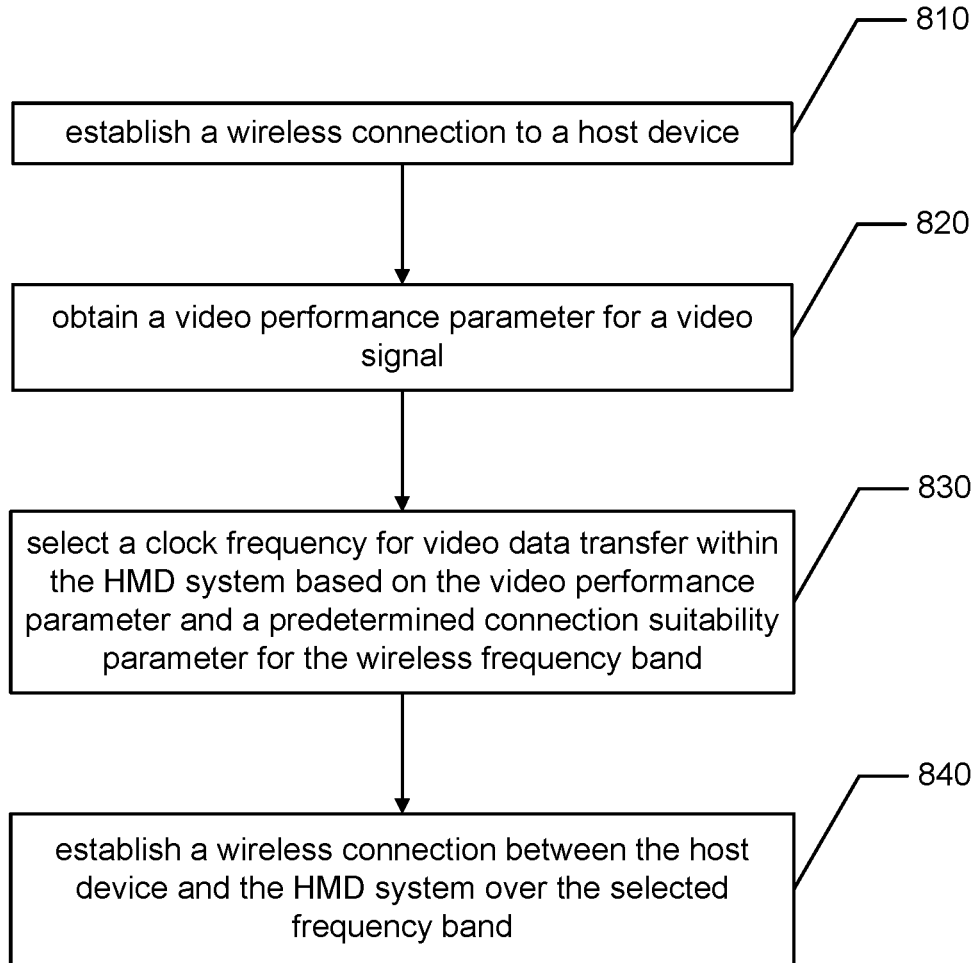 810
establish a wireless connection to a host device
820
obtain a video performance parameter for a video
signal
830
select a clock frequency for video data transfer within
the HMD system based on the video performance
parameter and a predetermined connection suitability
parameter for the wireless frequency band
840
establish a wireless connection between the host
device and the HMD system over the selected
frequency band